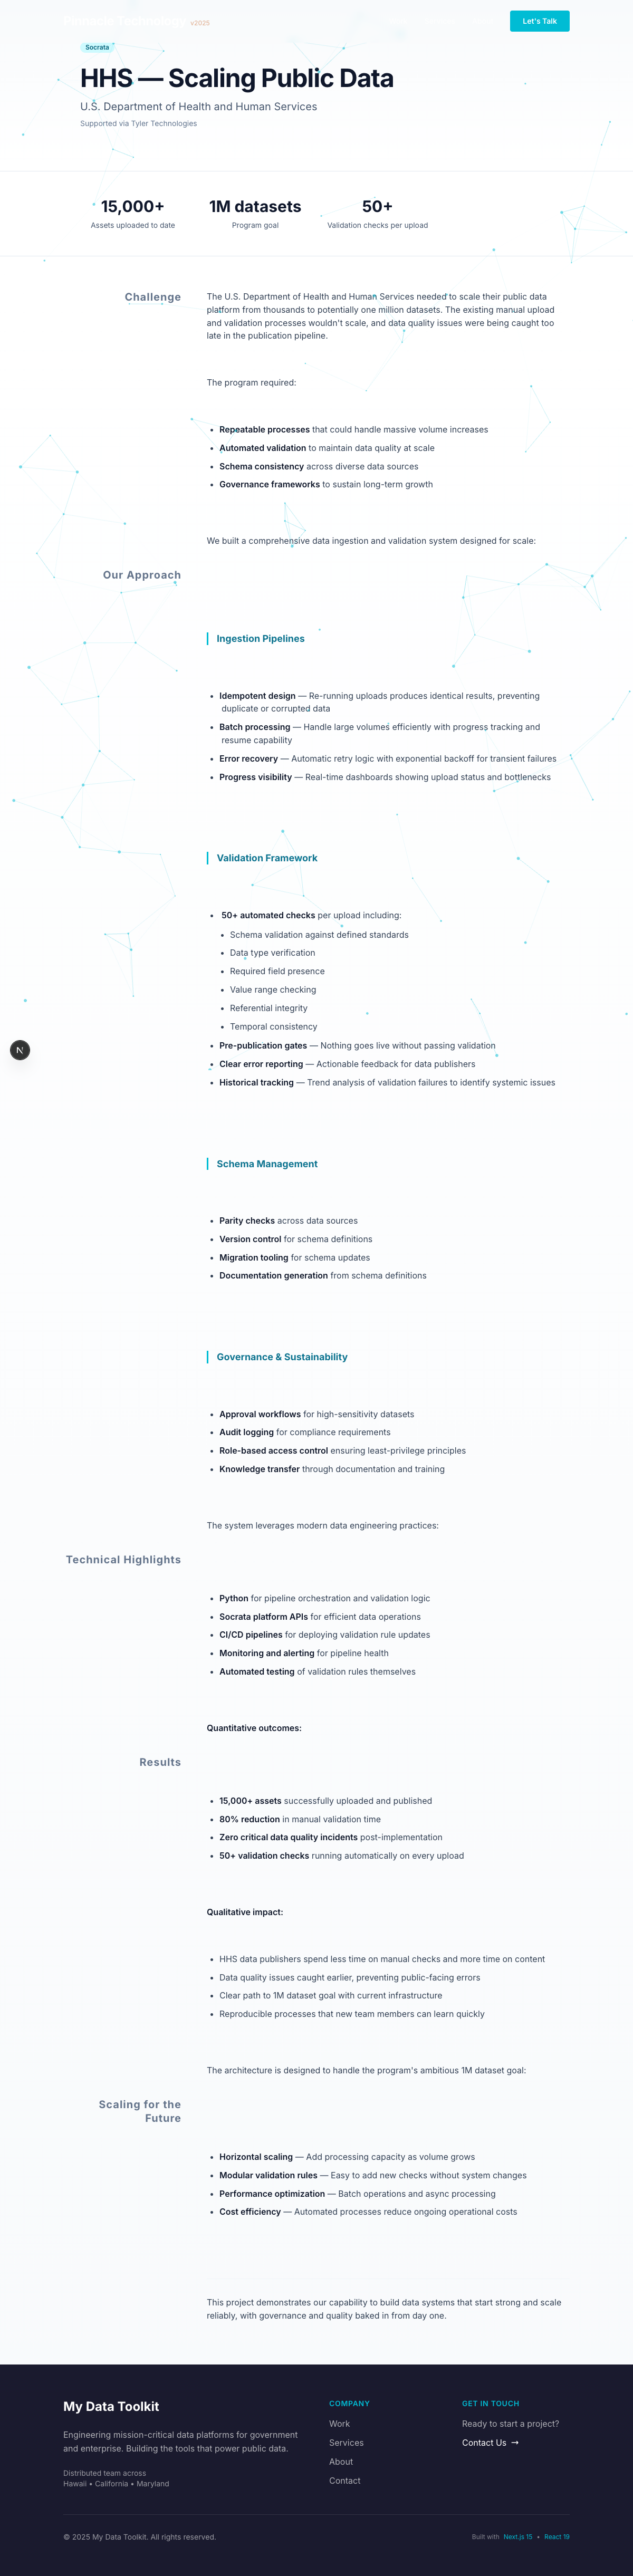 v2025
Let's Talk
Socrata
HHS — Scaling Public Data
U.S. Department of Health and Human Services
Supported via Tyler Technologies
15,000+
Assets uploaded to date
1M datasets
Program goal
50+
Validation checks per upload
Challenge
The U.S. Department of Health and Human Services needed to scale their public data
platform from thousands to potentially one million datasets. The existing manual upload
and validation processes wouldn't scale, and data quality issues were being caught too
late in the publication pipeline.
The program required:
• Repeatable processes that could handle massive volume increases
• Automated validation to maintain data quality at scale
• Schema consistency across diverse data sources
• Governance frameworks to sustain long-term growth
We built a comprehensive data ingestion and validation system designed for scale:
Our Approach
Ingestion Pipelines
• Idempotent design — Re-running uploads produces identical results, preventing
duplicate or corrupted data
• Batch processing — Handle large volumes efficiently with progress tracking and
resume capability
• Error recovery — Automatic retry logic with exponential backoff for transient failures
• Progress visibility — Real-time dashboards showing upload status and bottlenecks
Validation Framework
• 50+ automated checks per upload including:
• Schema validation against defined standards
• Data type verification
• Required field presence
• Value range checking
• Referential integrity
• Temporal consistency
• Pre-publication gates — Nothing goes live without passing validation
• Clear error reporting — Actionable feedback for data publishers
• Historical tracking — Trend analysis of validation failures to identify systemic issues
Schema Management
• Parity checks across data sources
• Version control for schema definitions
• Migration tooling for schema updates
• Documentation generation from schema definitions
Governance & Sustainability
• Approval workflows for high-sensitivity datasets
• Audit logging for compliance requirements
• Role-based access control ensuring least-privilege principles
• Knowledge transfer through documentation and training
The system leverages modern data engineering practices:
Technical Highlights
• Python for pipeline orchestration and validation logic
• Socrata platform APIs for efficient data operations
• CI/CD pipelines for deploying validation rule updates
• Monitoring and alerting for pipeline health
• Automated testing of validation rules themselves
Quantitative outcomes:
Results
• 15,000+ assets successfully uploaded and published
• 80% reduction in manual validation time
• Zero critical data quality incidents post-implementation
• 50+ validation checks running automatically on every upload
Qualitative impact:
• HHS data publishers spend less time on manual checks and more time on content
• Data quality issues caught earlier, preventing public-facing errors
• Clear path to 1M dataset goal with current infrastructure
• Reproducible processes that new team members can learn quickly
The architecture is designed to handle the program's ambitious 1M dataset goal:
Scaling for the
Future
• Horizontal scaling — Add processing capacity as volume grows
• Modular validation rules — Easy to add new checks without system changes
• Performance optimization — Batch operations and async processing
• Cost efficiency — Automated processes reduce ongoing operational costs
This project demonstrates our capability to build data systems that start strong and scale
reliably, with governance and quality baked in from day one.
My Data Toolkit
Engineering mission-critical data platforms for government
and enterprise. Building the tools that power public data.
Distributed team across
Hawaii • California • Maryland
COMPANY
Work
Services
About
Contact
GET IN TOUCH
Ready to start a project?
Contact Us →
© 2025 My Data Toolkit. All rights reserved.
Built with Next.js 15 • React 19